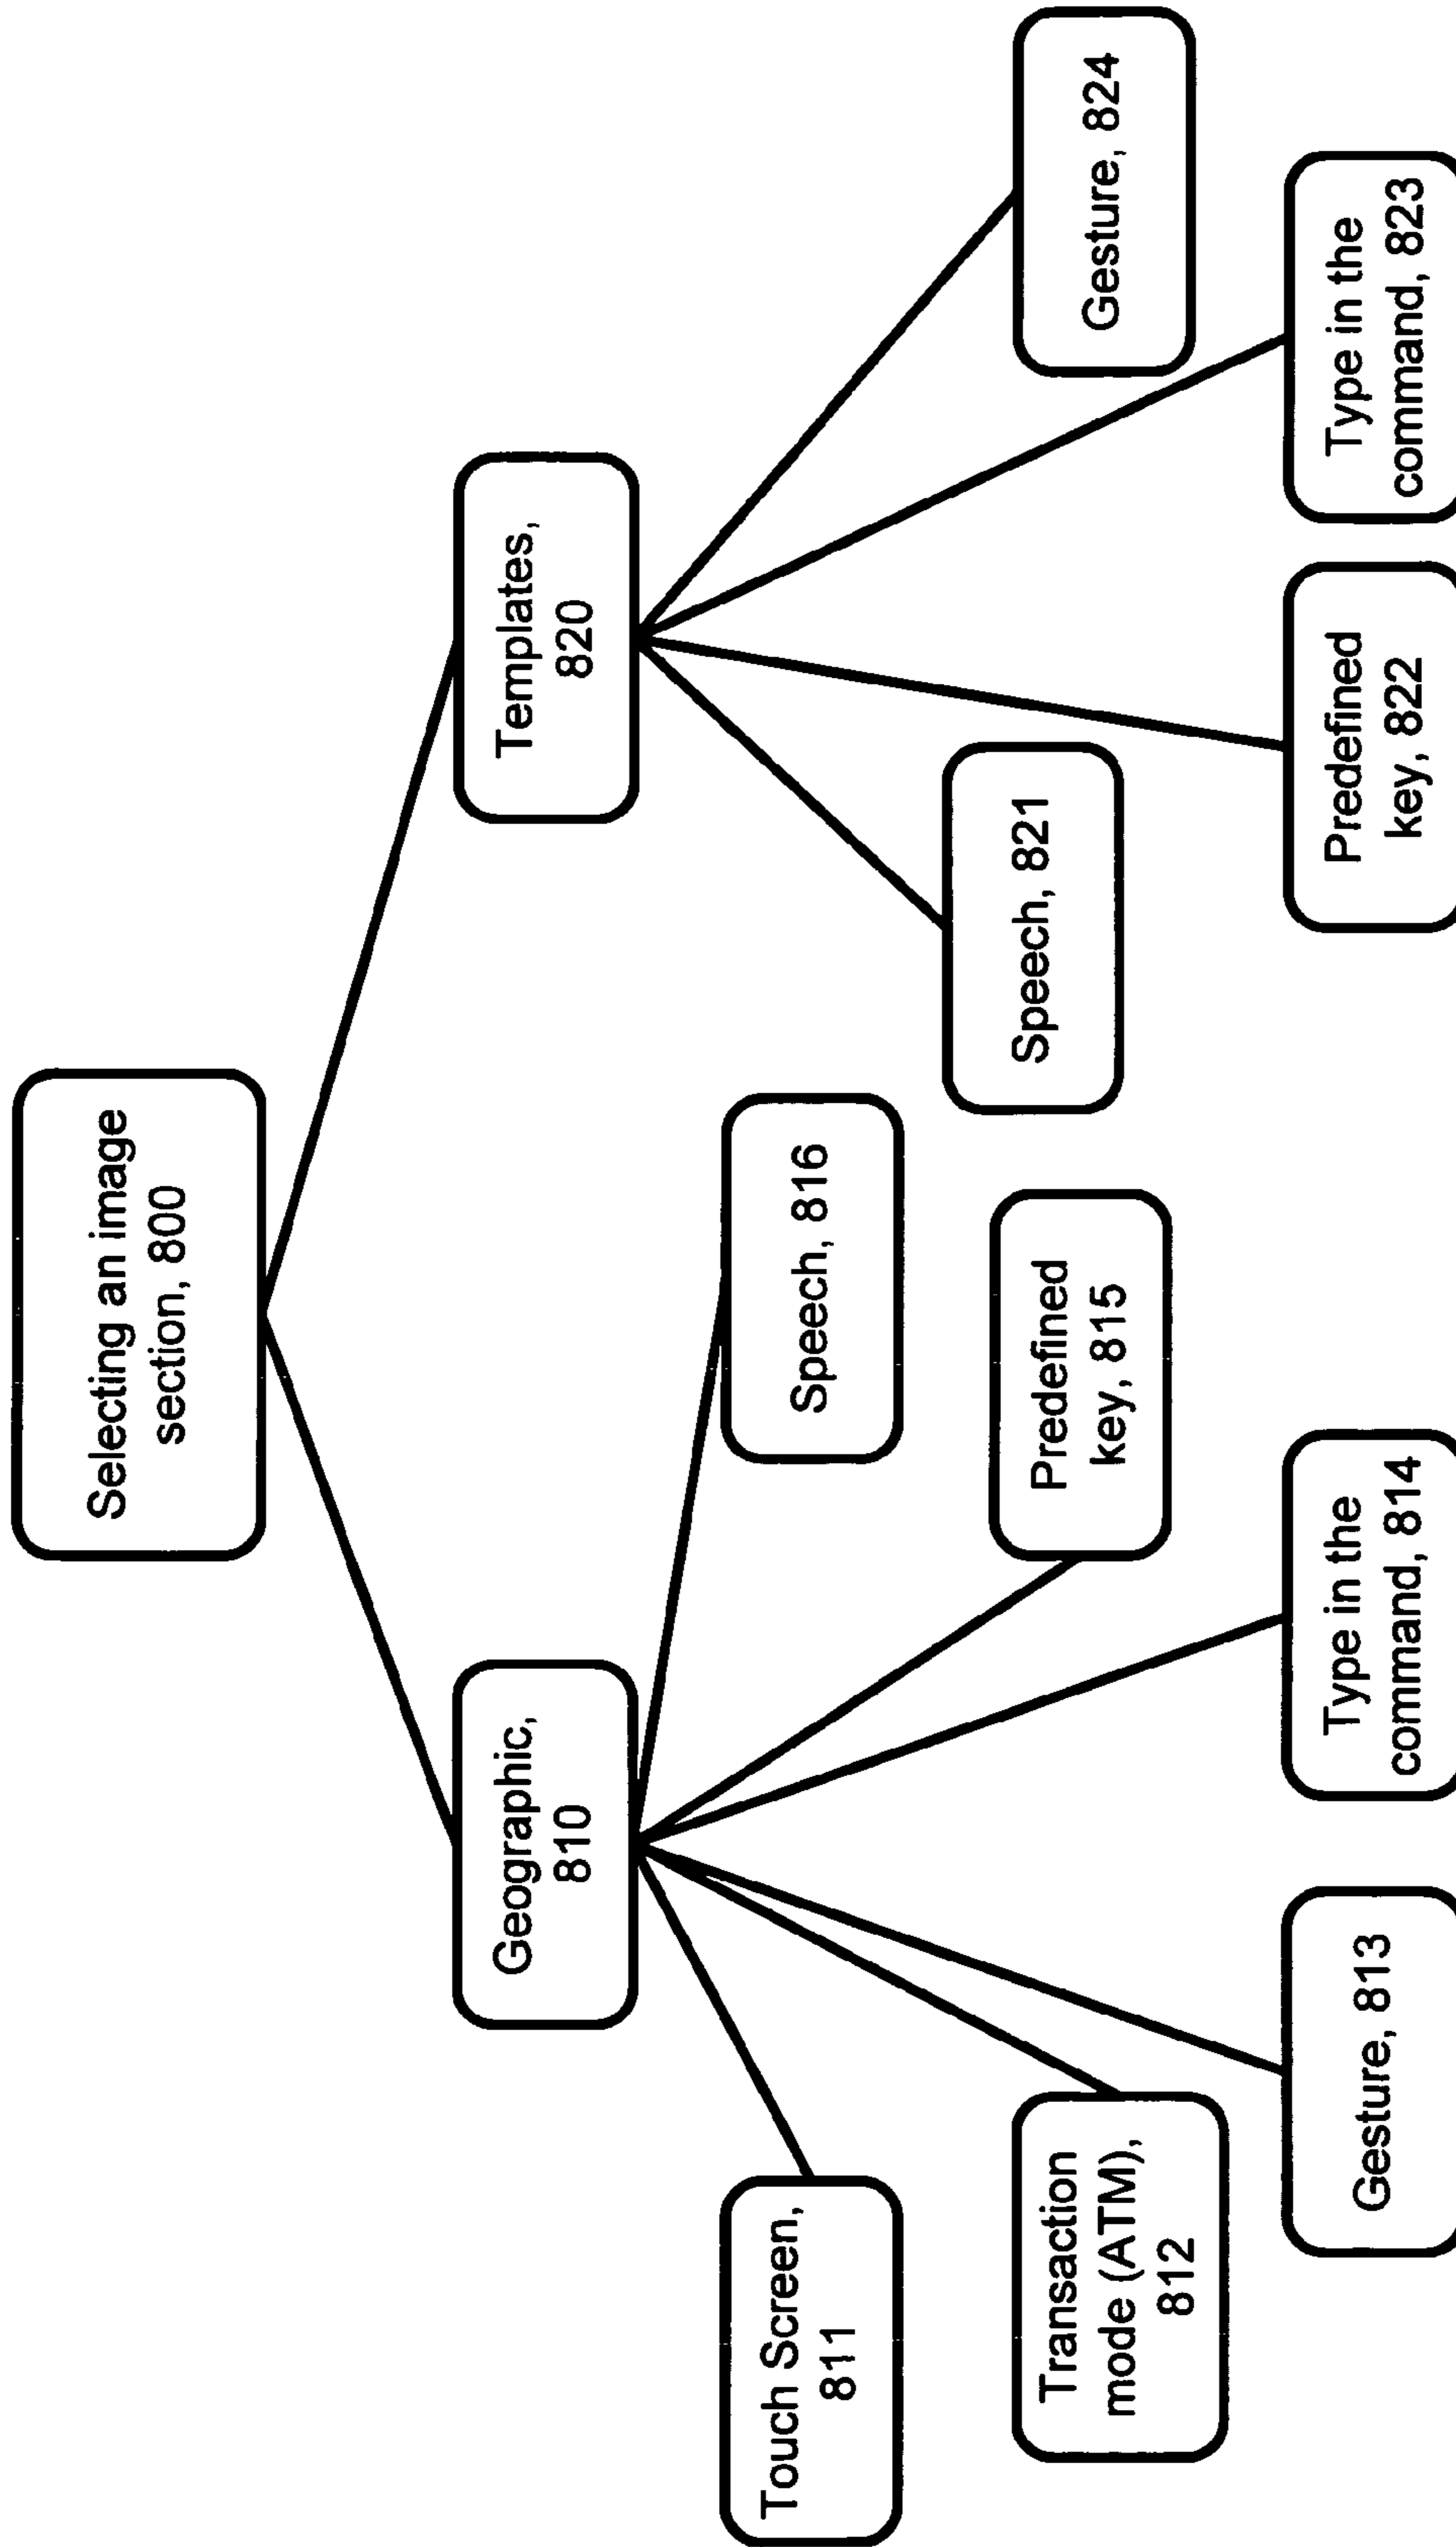 Selecting an image
section, 800
Geographic,
810
Templates,
820
Touch Screen,
811
Transaction
mode (ATM),
812
Gesture, 813
Type in the
command, 814
Predefined
key, 815
Speech, 816
Speech, 821
Predefined
key, 822
Type in the
command, 823
Gesture, 824